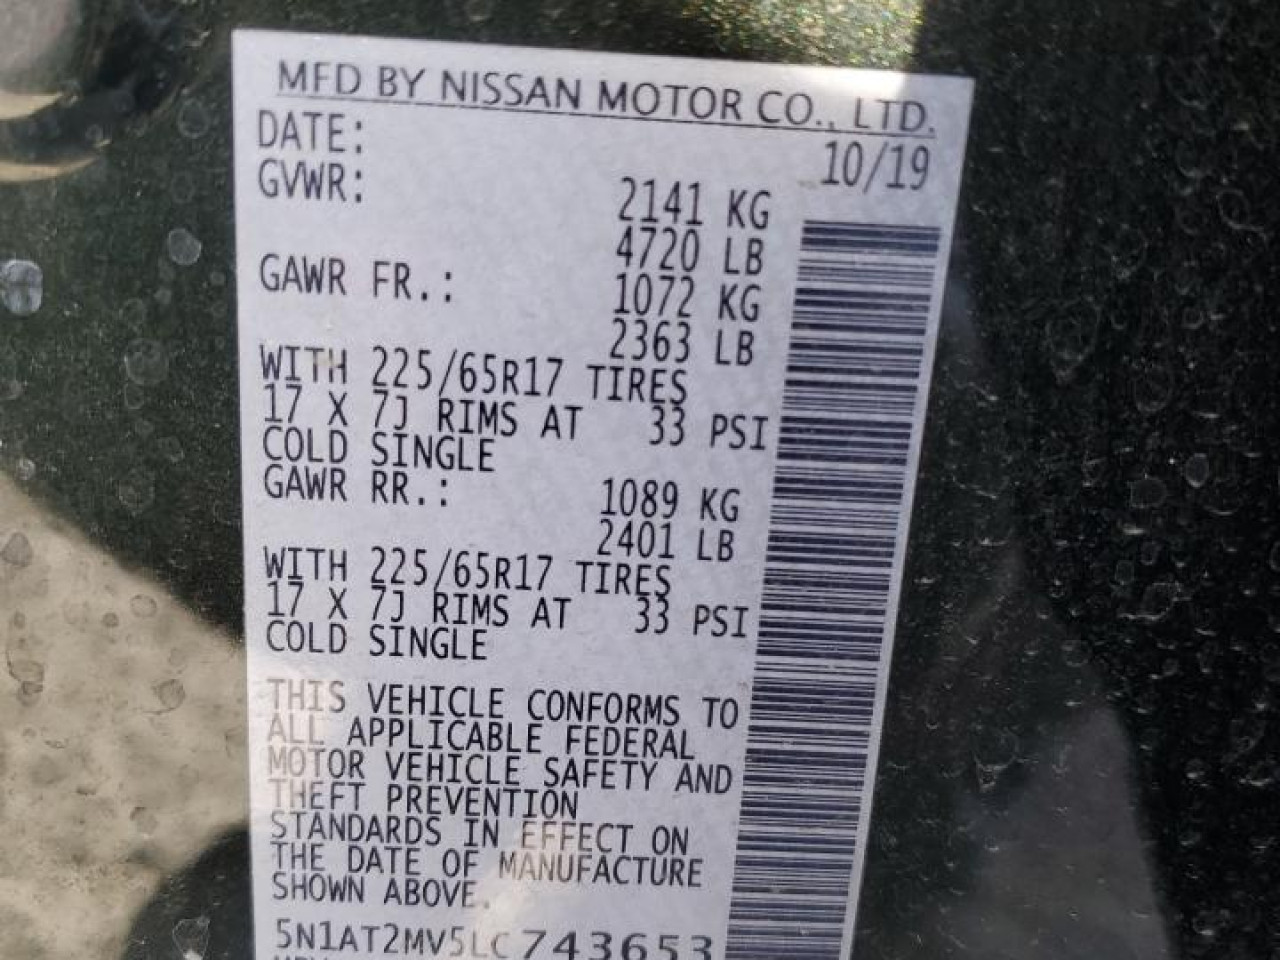 MFD BY NISSAN MOTOR CO., LTD.
DATE: 10/19
GVWR: 2141 KG
4720 LB
GAWR FR.: 1072 KG
2363 LB
WITH 225/65R17 TIRES
17 X 7J RIMS AT 33 PSI
COLD SINGLE
GAWR RR.: 1089 KG
2401 LB
WITH 225/65R17 TIRES
17 X 7J RIMS AT 33 PSI
COLD SINGLE
THIS VEHICLE CONFORMS TO
ALL APPLICABLE FEDERAL
MOTOR VEHICLE SAFETY AND
THEFT PREVENTION
STANDARDS IN EFFECT ON
THE DATE OF MANUFACTURE
SHOWN ABOVE.
5N1AT2MV5LC743653